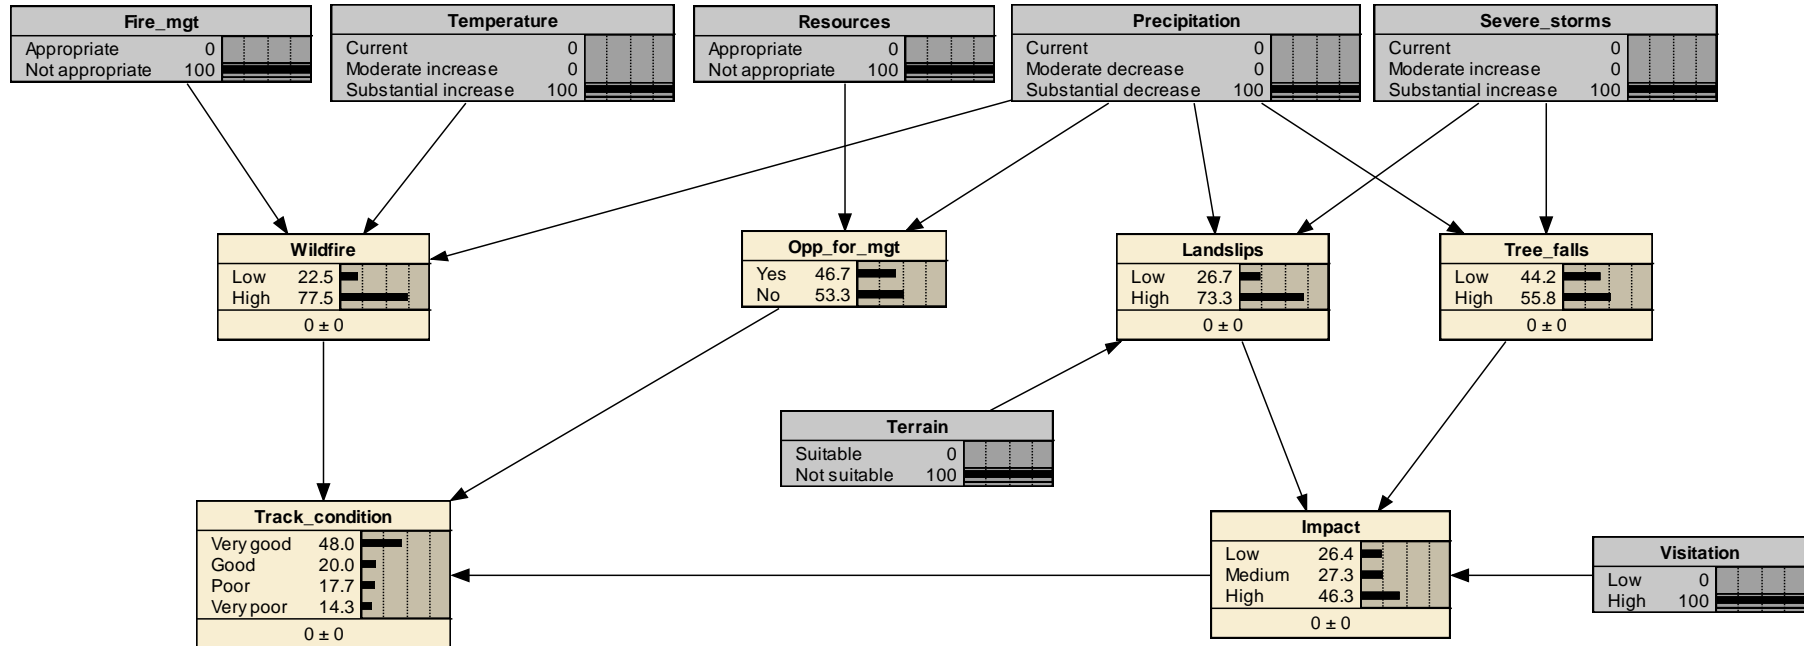 Fire_mgt
Appropriate 0
Not appropriate 100
Temperature
Current 0
Moderate increase 0
Substantial increase 100
Resources
Appropriate 0
Not appropriate 100
Precipitation
Current 0
Moderate decrease 0
Substantial decrease 100
Severe_storms
Current 0
Moderate increase 0
Substantial increase 100
Wildfire
Low 22.5
High 77.5
0 ± 0
Opp_for_mgt
Yes 46.7
No 53.3
Landslips
Low 26.7
High 73.3
0 ± 0
Tree_falls
Low 44.2
High 55.8
0 ± 0
Terrain
Suitable 0
Not suitable 100
Track_condition
Very good 48.0
Good 20.0
Poor 17.7
Very poor 14.3
0 ± 0
Impact
Low 26.4
Medium 27.3
High 46.3
0 ± 0
Visitation
Low 0
High 100